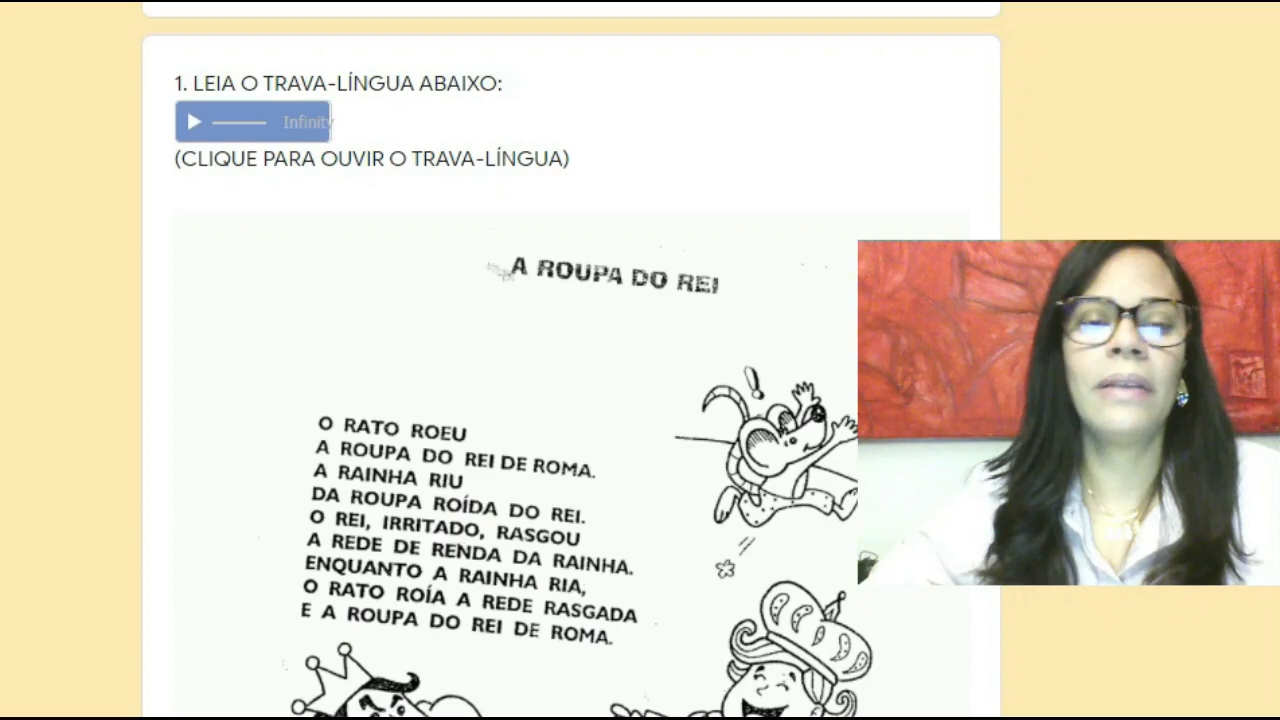 1. LEIA O TRAVA-LÍNGUA ABAIXO:
Infinity
(CLIQUE PARA OUVIR O TRAVA-LÍNGUA)
A ROUPA DO REI
O RATO ROEU
A ROUPA DO REI DE ROMA.
A RAINHA RIU
DA ROUPA ROÍDA DO REI.
O REI, IRRITADO, RASGOU
A REDE DE RENDA DA RAINHA.
ENQUANTO A RAINHA RIA,
O RATO ROÍA A REDE RASGADA
E A ROUPA DO REI DE ROMA.